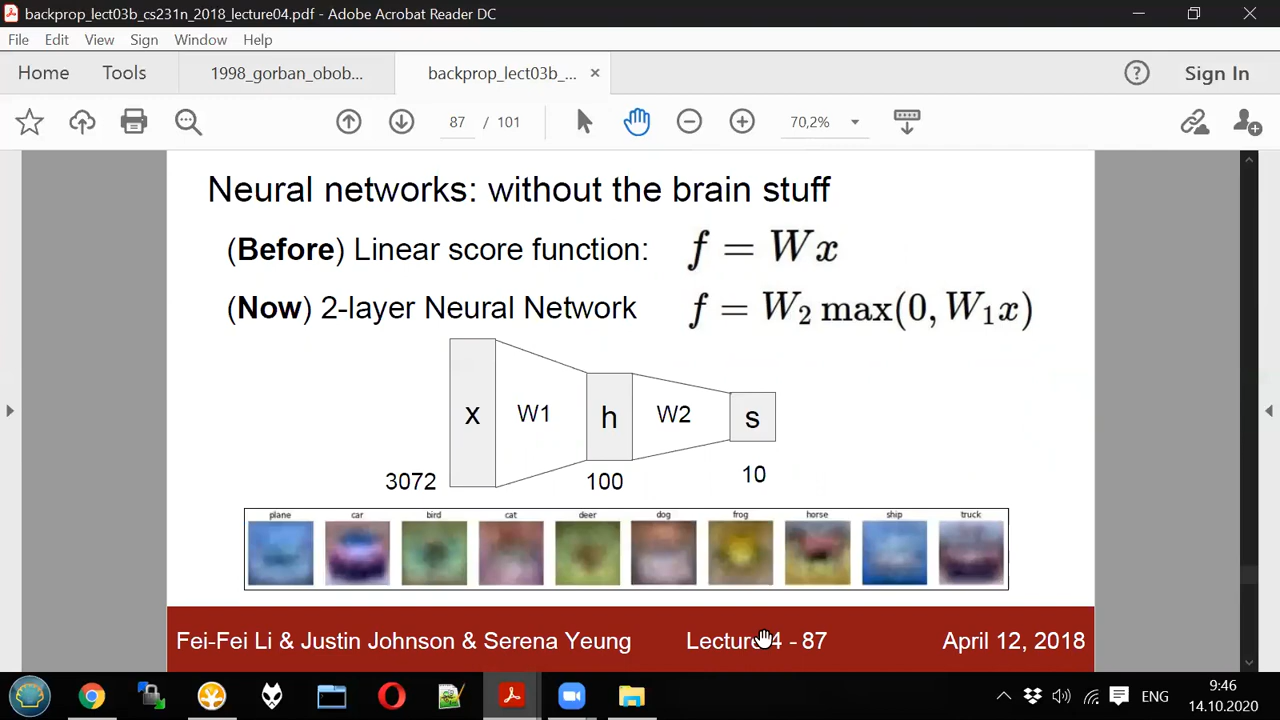 backprop_lect03b_cs231n_2018_lecture04.pdf - Adobe Acrobat Reader DC
File Edit View Sign Window Help
Home Tools 1998_gorban_obob... backprop_lect03b_... × Sign In
87 / 101 70,2%
Neural networks: without the brain stuff
(Before) Linear score function: f = Wx
(Now) 2-layer Neural Network f = W₂ max(0, W₁x)
x W1 h W2 s
3072 100 10
plane car bird cat deer dog frog horse ship truck
Fei-Fei Li & Justin Johnson & Serena Yeung Lecture 4 - 87 April 12, 2018
ENG 9:46
14.10.2020